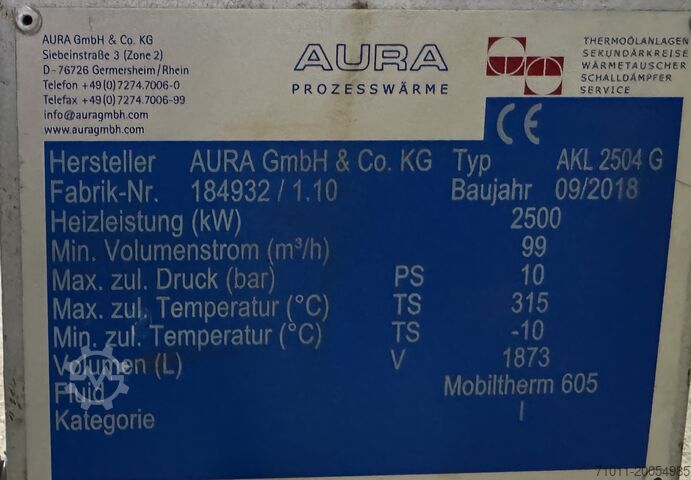 AURA GmbH & Co. KG
Siebeinstraße 3 (Zone 2)
D-76726 Germersheim/Rhein
Telefon +49(0)7274.7006-0
Telefax +49(0)7274.7006-99
info@auragmbh.com
www.auragmbh.com
AURA
PROZESSWÄRME
THERMOÖLANLAGEN
SEKUNDÄRKREISE
WÄRMETAUSCHER
SCHALLDÄMPFER
SERVICE
CE
Hersteller AURA GmbH & Co. KG Typ AKL 2504 G
Fabrik-Nr. 184932 / 1.10 Baujahr 09/2018
Heizleistung (kW) 2500
Min. Volumenstrom (m³/h) 99
Max. zul. Druck (bar) PS 10
Max. zul. Temperatur (°C) TS 315
Min. zul. Temperatur (°C) TS -10
Volumen (L) V 1873
Fluid Mobiltherm 605
Kategorie I
71011-20054985